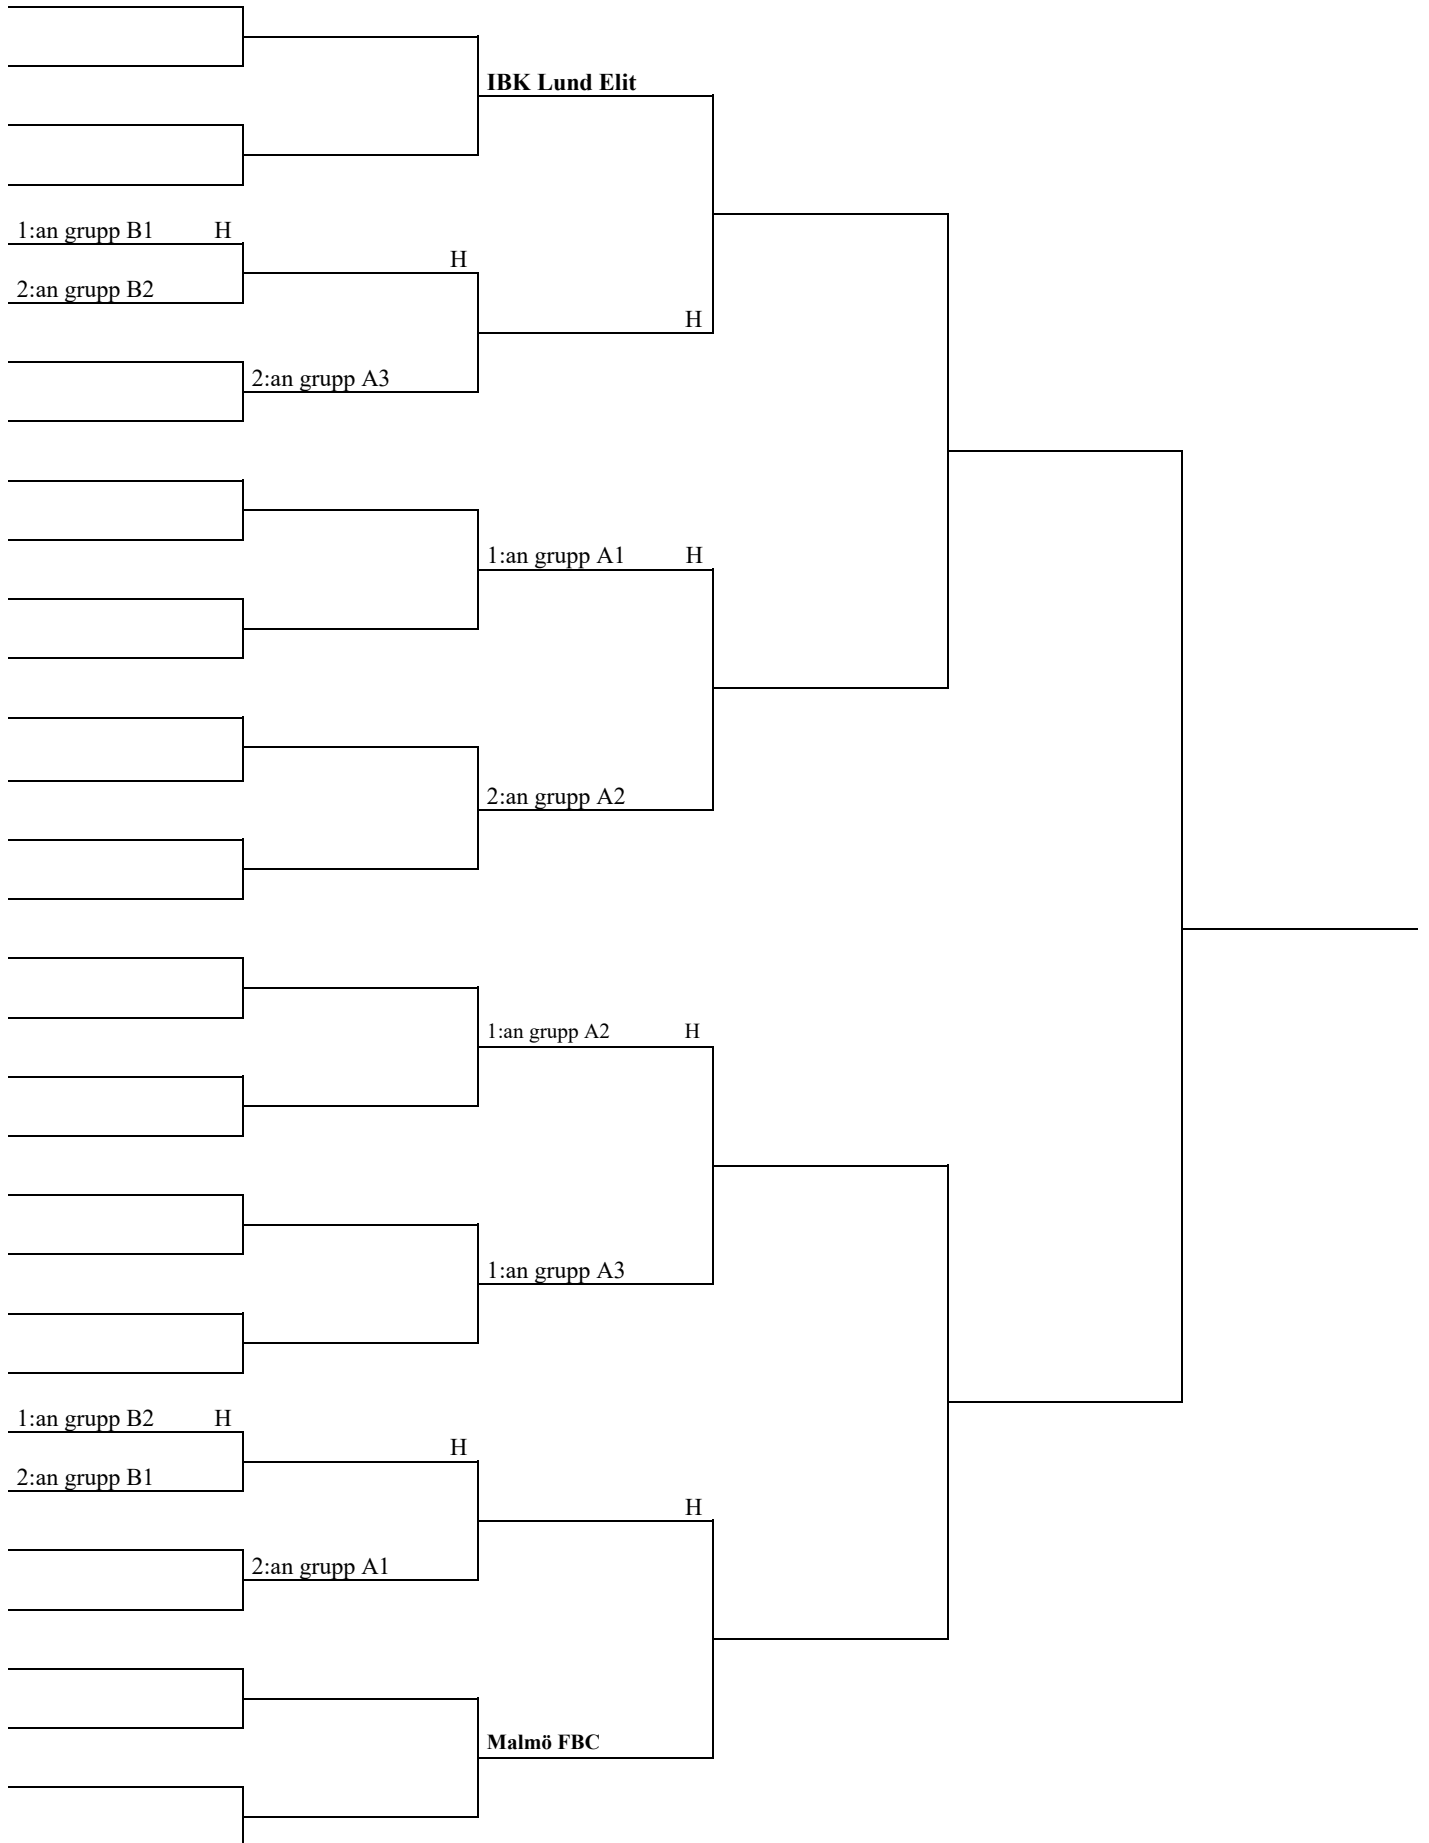 IBK Lund Elit
1:an grupp B1 H
H
2:an grupp B2
H
2:an grupp A3
1:an grupp A1 H
2:an grupp A2
1:an grupp A2 H
1:an grupp A3
1:an grupp B2 H
H
2:an grupp B1
H
2:an grupp A1
Malmö FBC